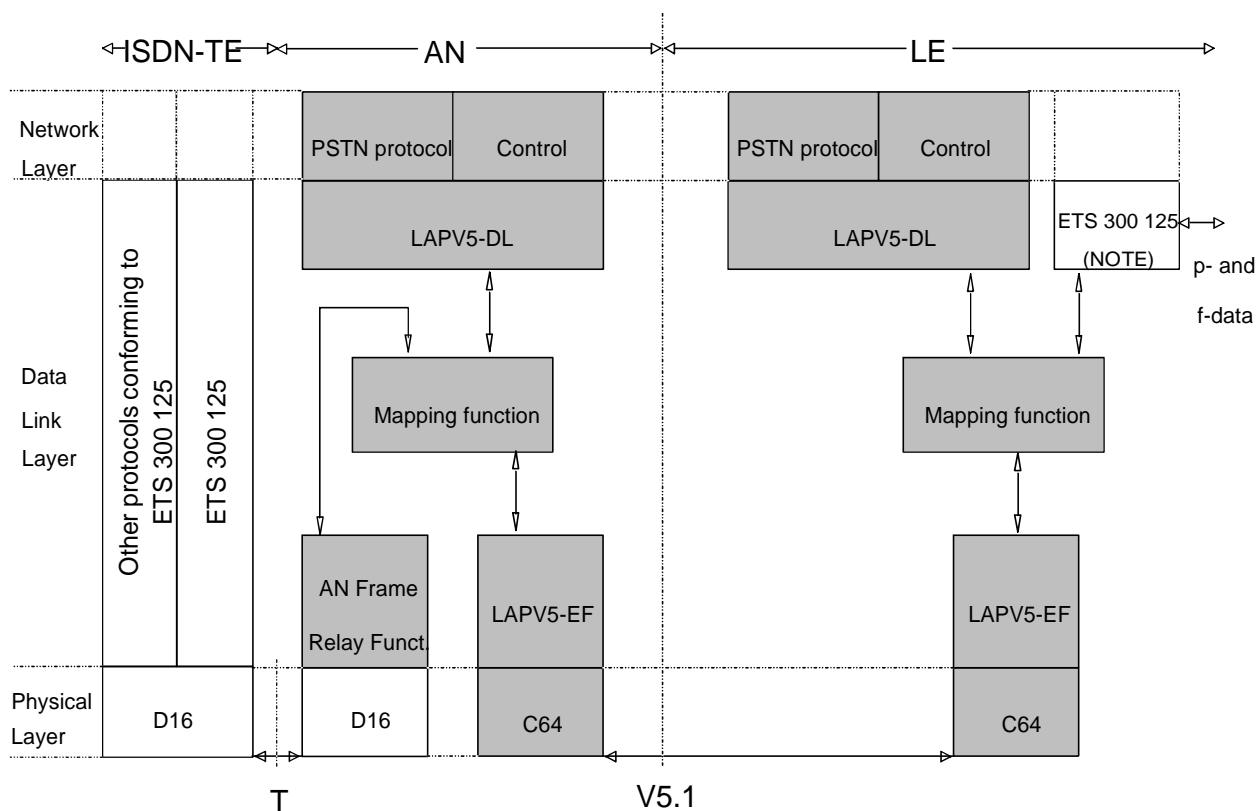 ISDN-TE
AN
LE
Network
Layer
PSTN protocol
Control
PSTN protocol
Control
LAPV5-DL
LAPV5-DL
ETS 300 125
(NOTE)
p- and
f-data
Data
Link
Layer
Other protocols conforming to
ETS 300 125
ETS 300 125
Mapping function
Mapping function
AN Frame
Relay Funct.
LAPV5-EF
LAPV5-EF
Physical
Layer
D16
D16
C64
C64
T
V5.1